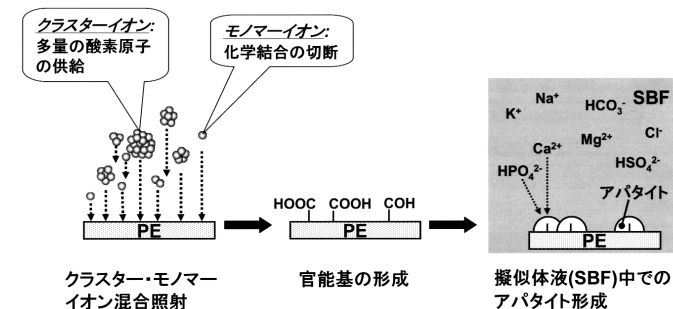 クラスターイオン:
多量の酸素原子
の供給
モノマーイオン:
化学結合の切断
PE
クラスター・モノマー
イオン混合照射
HOOC COOH COH
PE
官能基の形成
Na⁺ HCO₃⁻ SBF
K⁺
Mg²⁺ Cl⁻
Ca²⁺
HPO₄²⁻ HSO₄²⁻
アパタイト
PE
擬似体液(SBF)中での
アパタイト形成